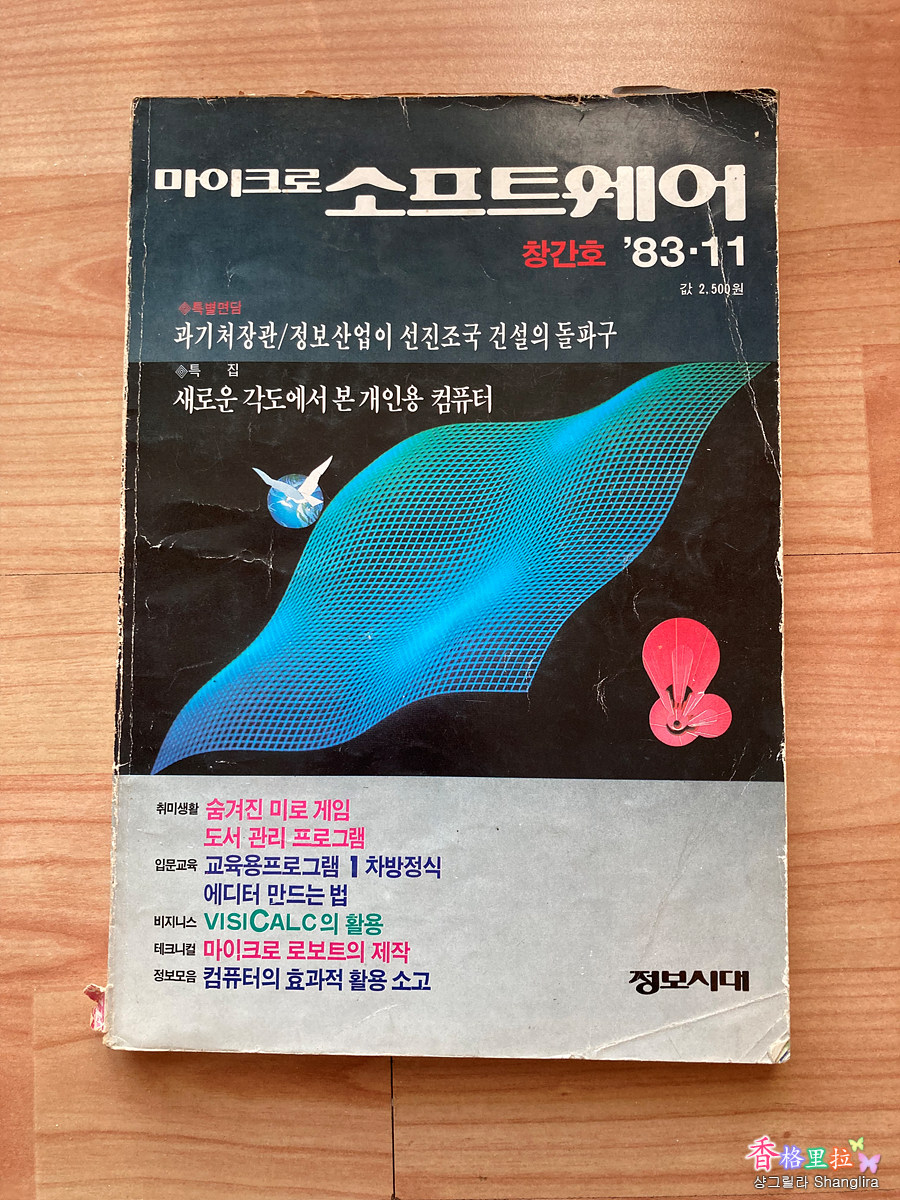 마이크로 소프트웨어
창간호 '83·11
값 2,500원
◈특별면담
과기처장관/정보산업이 선진조국 건설의 돌파구
◈특 집
새로운 각도에서 본 개인용 컴퓨터
취미생활 숨겨진 미로 게임
도서 관리 프로그램
입문교육 교육용프로그램 1차방정식
에디터 만드는 법
비지니스 VISICALC의 활용
테크니컬 마이크로 로보트의 제작
정보모음 컴퓨터의 효과적 활용 소고
정보시대
香格里拉
샹그릴라 Shanglira